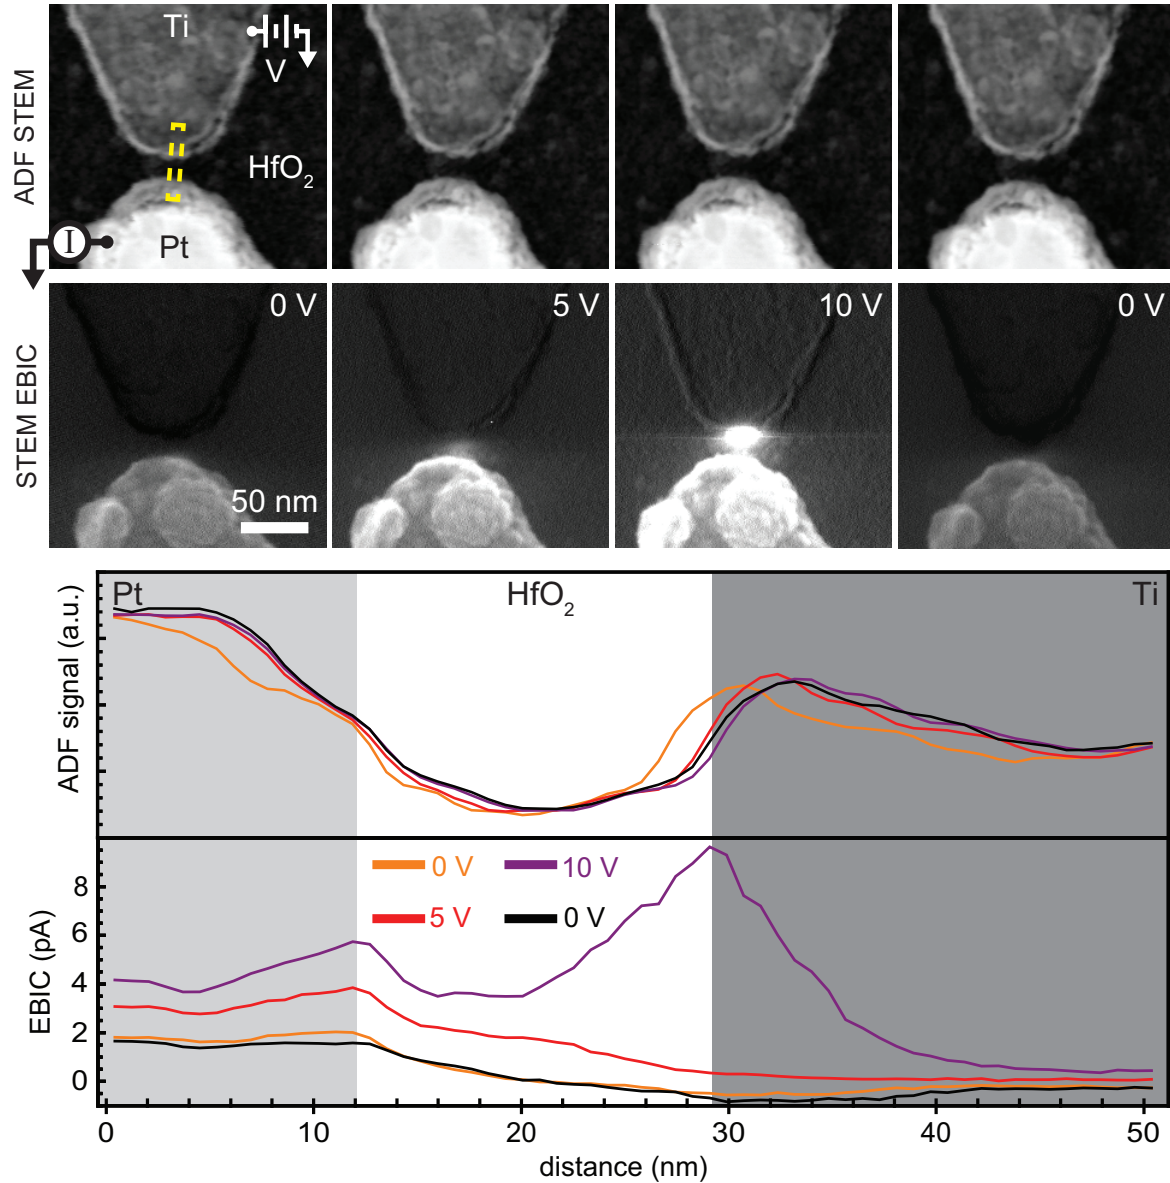 ADF STEM
Ti
V
HfO₂
Pt
I
STEM EBIC
0 V
5 V
10 V
0 V
50 nm
Pt
HfO₂
Ti
ADF signal (a.u.)
0 V
10 V
5 V
0 V
EBIC (pA)
8
6
4
2
0
0
10
20
30
40
50
distance (nm)